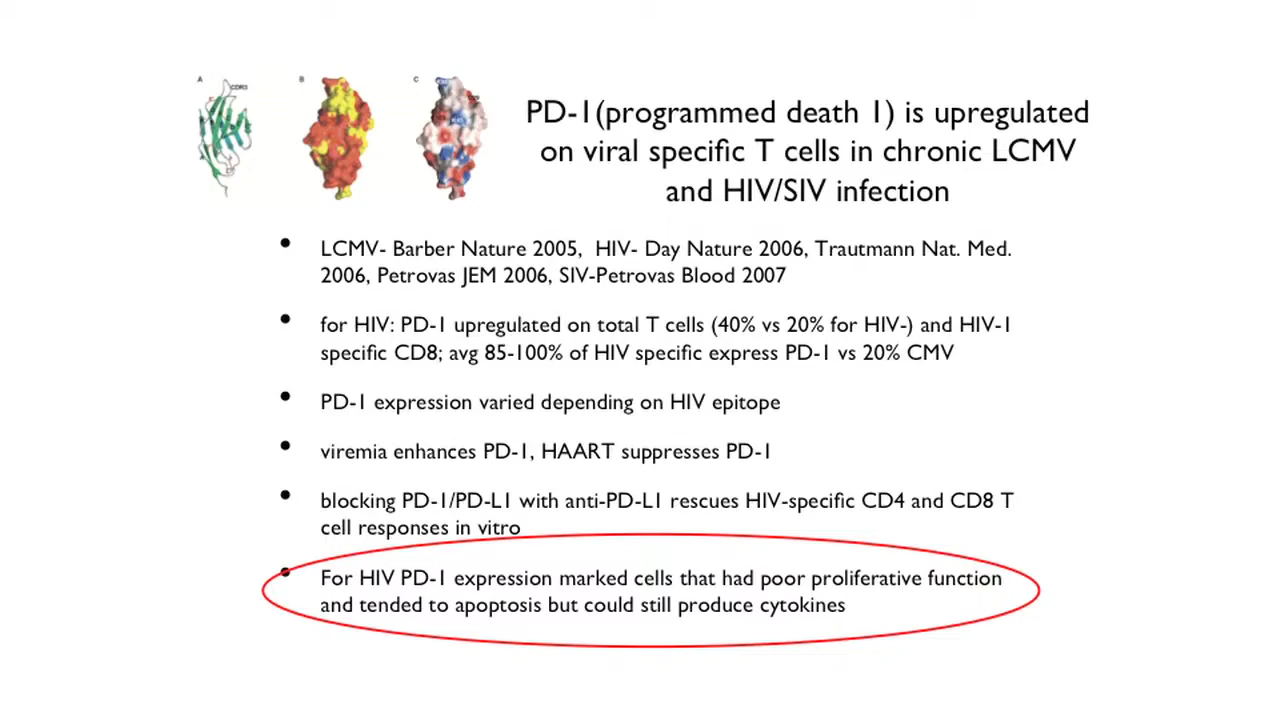 A
CDR3
B
C
PD-1(programmed death 1) is upregulated
on viral specific T cells in chronic LCMV
and HIV/SIV infection
• LCMV- Barber Nature 2005, HIV- Day Nature 2006, Trautmann Nat. Med.
2006, Petrovas JEM 2006, SIV-Petrovas Blood 2007
• for HIV: PD-1 upregulated on total T cells (40% vs 20% for HIV-) and HIV-1
specific CD8; avg 85-100% of HIV specific express PD-1 vs 20% CMV
• PD-1 expression varied depending on HIV epitope
• viremia enhances PD-1, HAART suppresses PD-1
• blocking PD-1/PD-L1 with anti-PD-L1 rescues HIV-specific CD4 and CD8 T
cell responses in vitro
• For HIV PD-1 expression marked cells that had poor proliferative function
and tended to apoptosis but could still produce cytokines